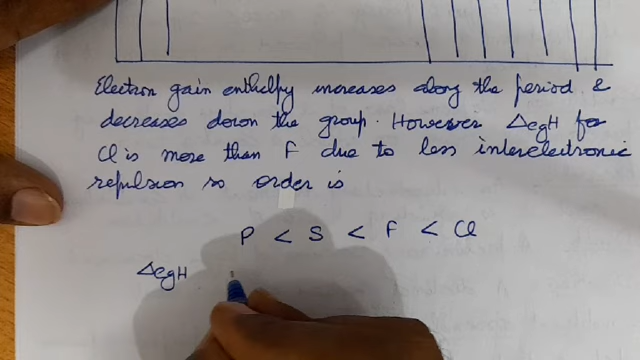 Electron gain enthalpy increases along the period &
decreases down the group. However ΔegH for
Cl is more than F due to less interelectronic
repulsion so order is
P < S < F < Cl
ΔegH